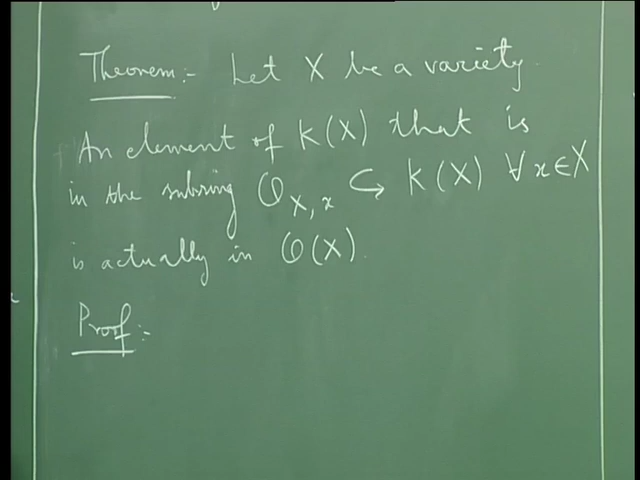 Theorem:- Let X be a variety.
An element of K(X) that is
in the subring 𝒪_{X,x} ↪ K(X) ∀x∈X
is actually in 𝒪(X).
Proof:-